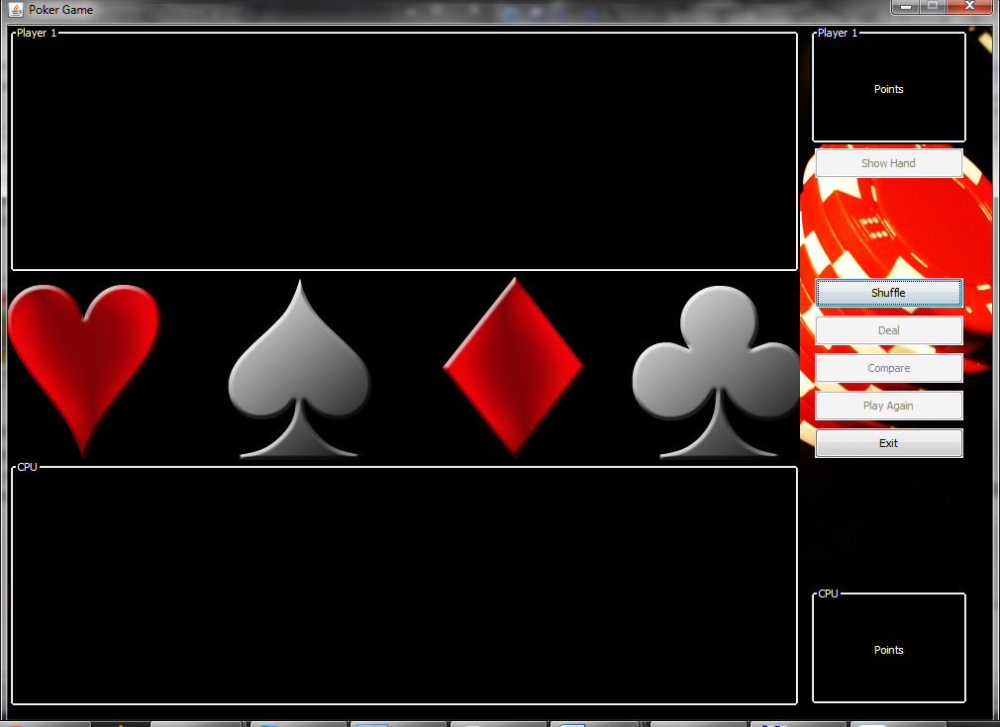 Poker Game
Player 1
Player 1
Points
Show Hand
Shuffle
Deal
Compare
Play Again
Exit
CPU
CPU
Points